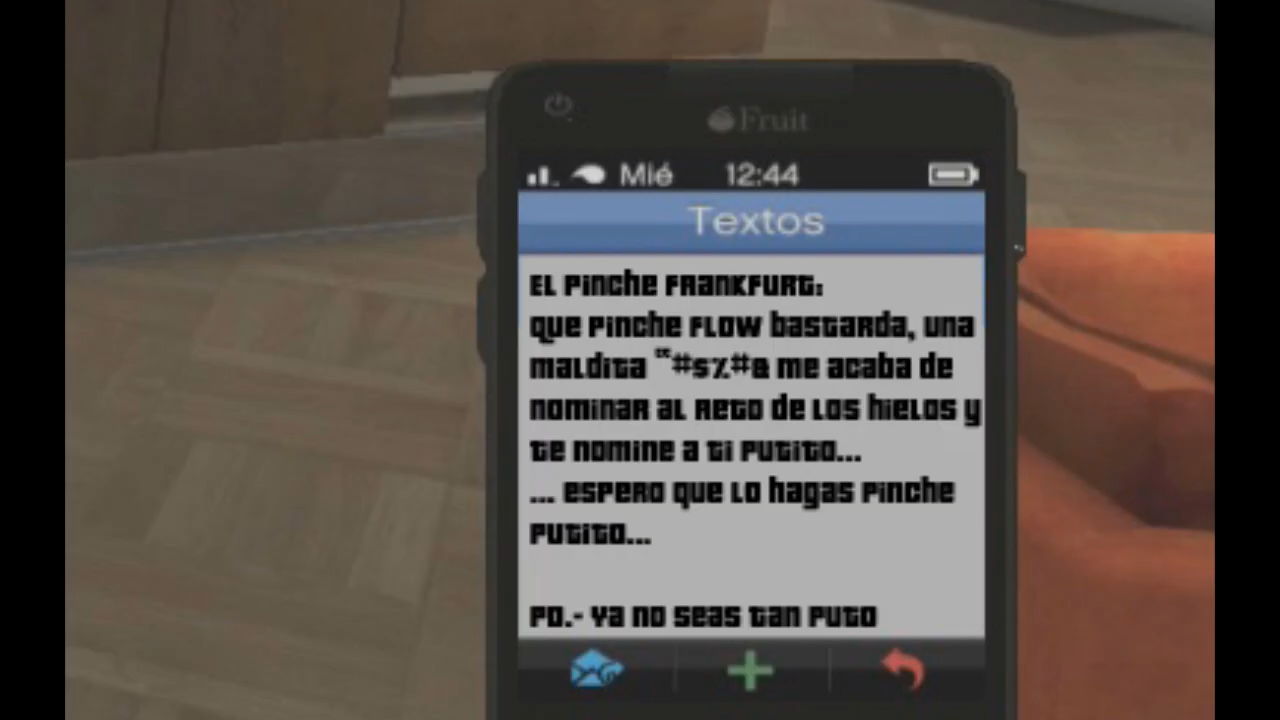 Fruit
Mié 12:44
Textos
EL Pinche FRANKFURT:
que Pinche FLOW bastarda, una
maldita "#$%#& me acaba de
nominar al reto de los hielos y
te nomine a ti putito...
... espero que lo hagas pinche
putito...
PD.- Ya no seas tan puto